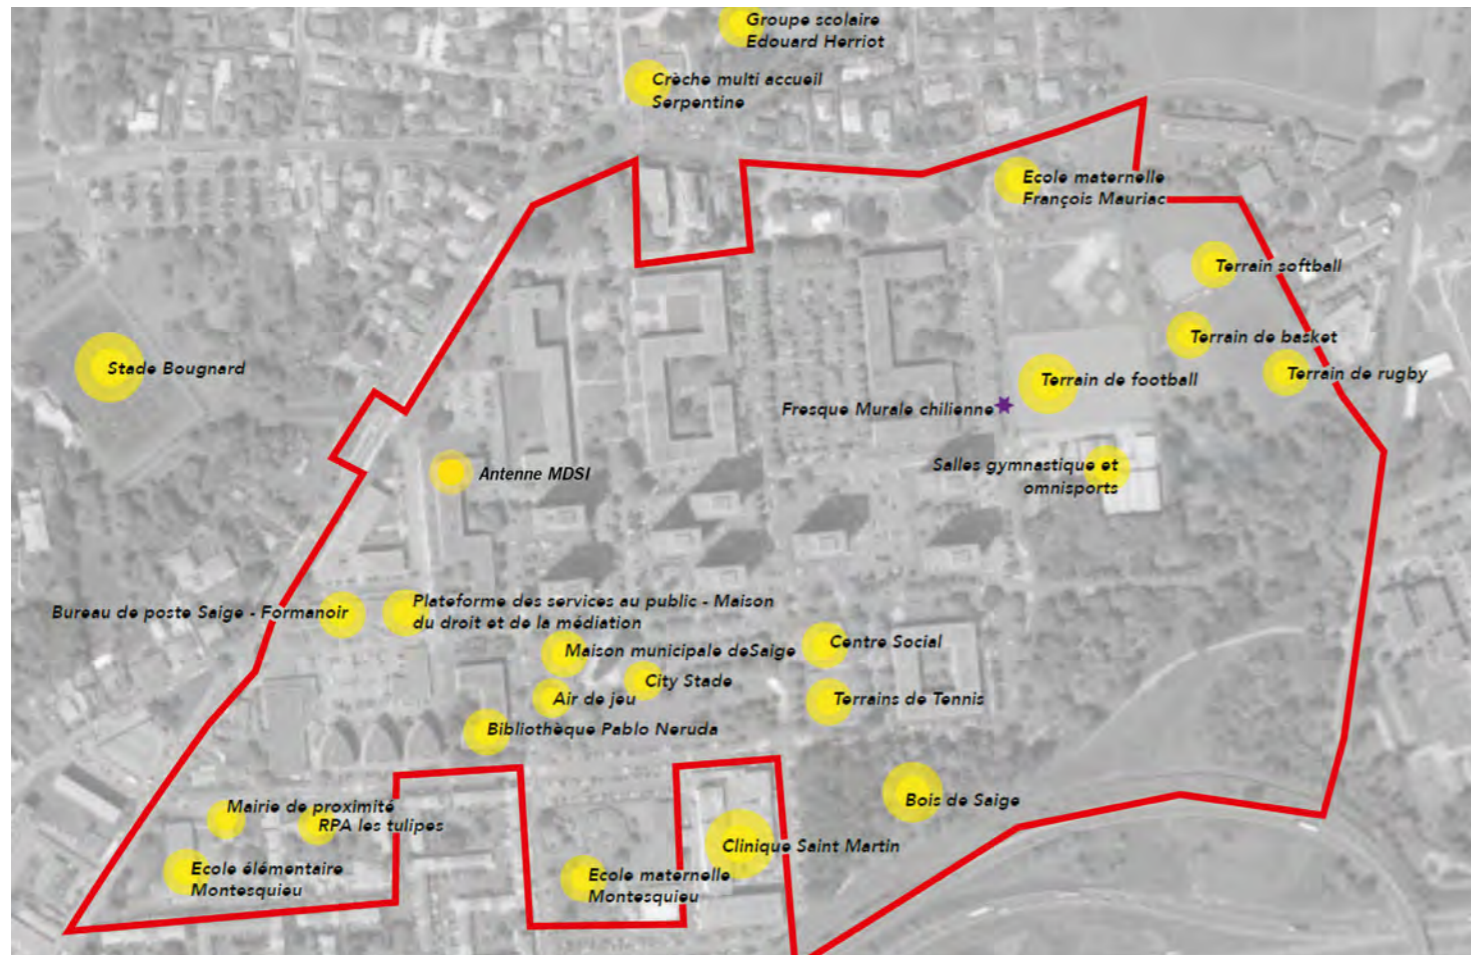 Groupe scolaire
Edouard Herriot
Crèche multi accueil
Serpentine
Ecole maternelle
François Mauriac
Terrain softball
Terrain de basket
Stade Bougnard
Terrain de football
Terrain de rugby
Fresque Murale chilienne
Antenne MDSI
Salles gymnastique et
omnisports
Bureau de poste Saige - Formanoir
Plateforme des services au public - Maison
du droit et de la médiation
Maison municipale deSaige
Centre Social
City Stade
Air de jeu
Terrains de Tennis
Bibliothèque Pablo Neruda
Mairie de proximité
RPA les tulipes
Bois de Saige
Clinique Saint Martin
Ecole élémentaire
Montesquieu
Ecole maternelle
Montesquieu